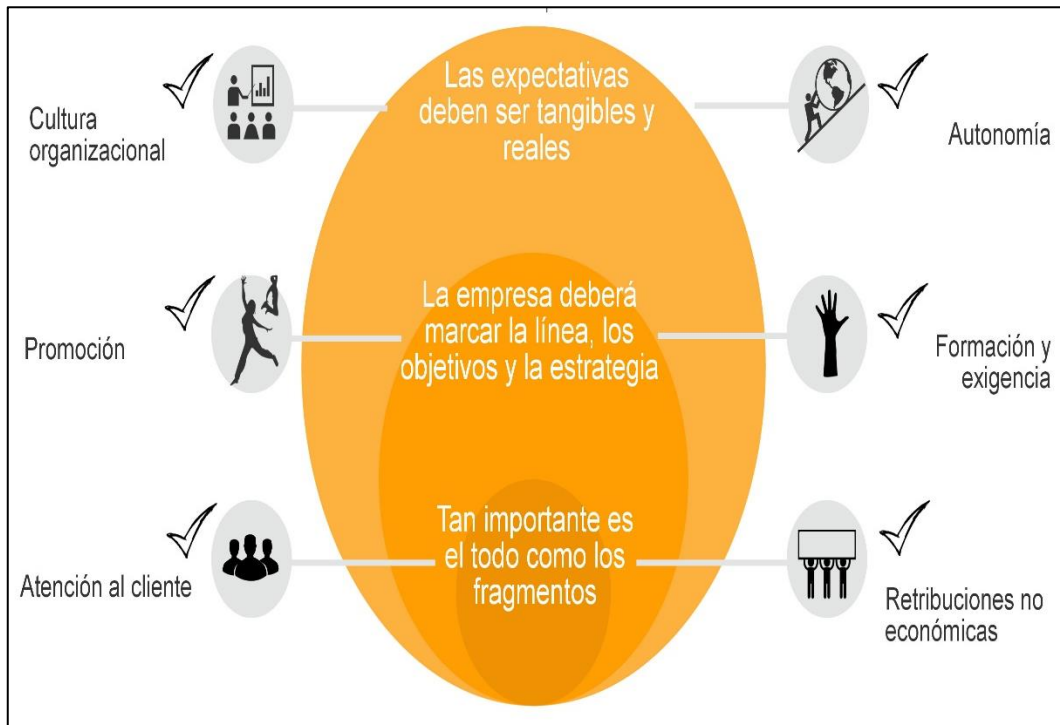 Las expectativas
deben ser tangibles y
reales
Cultura
organizacional
Autonomía
La empresa deberá
marcar la línea, los
objetivos y la estrategia
Promoción
Formación y
exigencia
Tan importante es
el todo como los
fragmentos
Atención al cliente
Retribuciones no
económicas